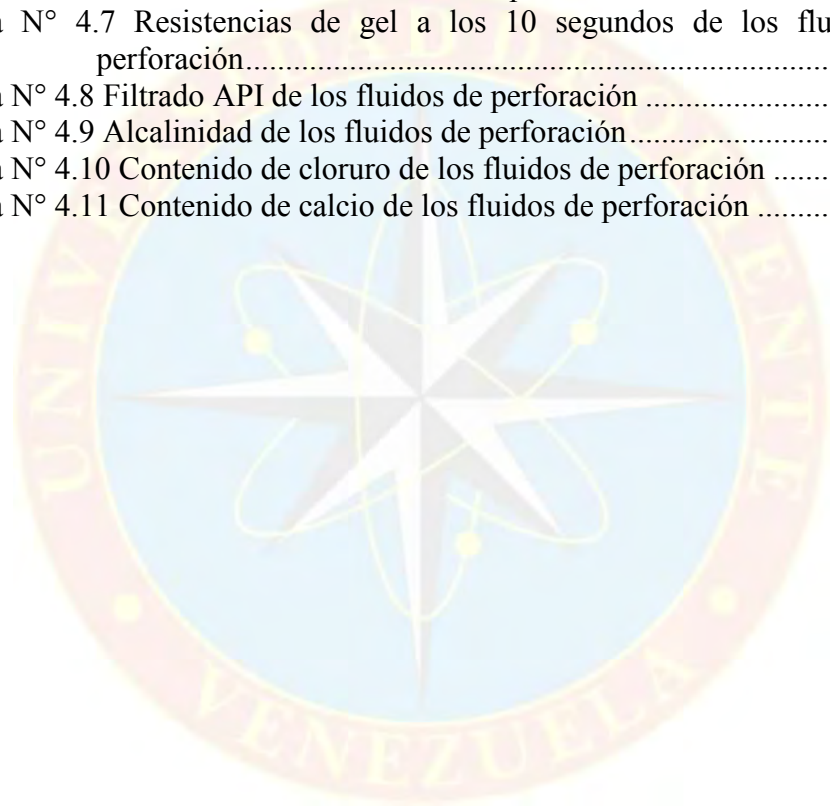 N° 4.7 Resistencias de gel a los 10 segundos de los
perforación
N° 4.8 Filtrado API de los fluidos de perforación
N° 4.9 Alcalinidad de los fluidos de perforación
N° 4.10 Contenido de cloruro de los fluidos de perforación
N° 4.11 Contenido de calcio de los fluidos de perforación
VENEZUELA